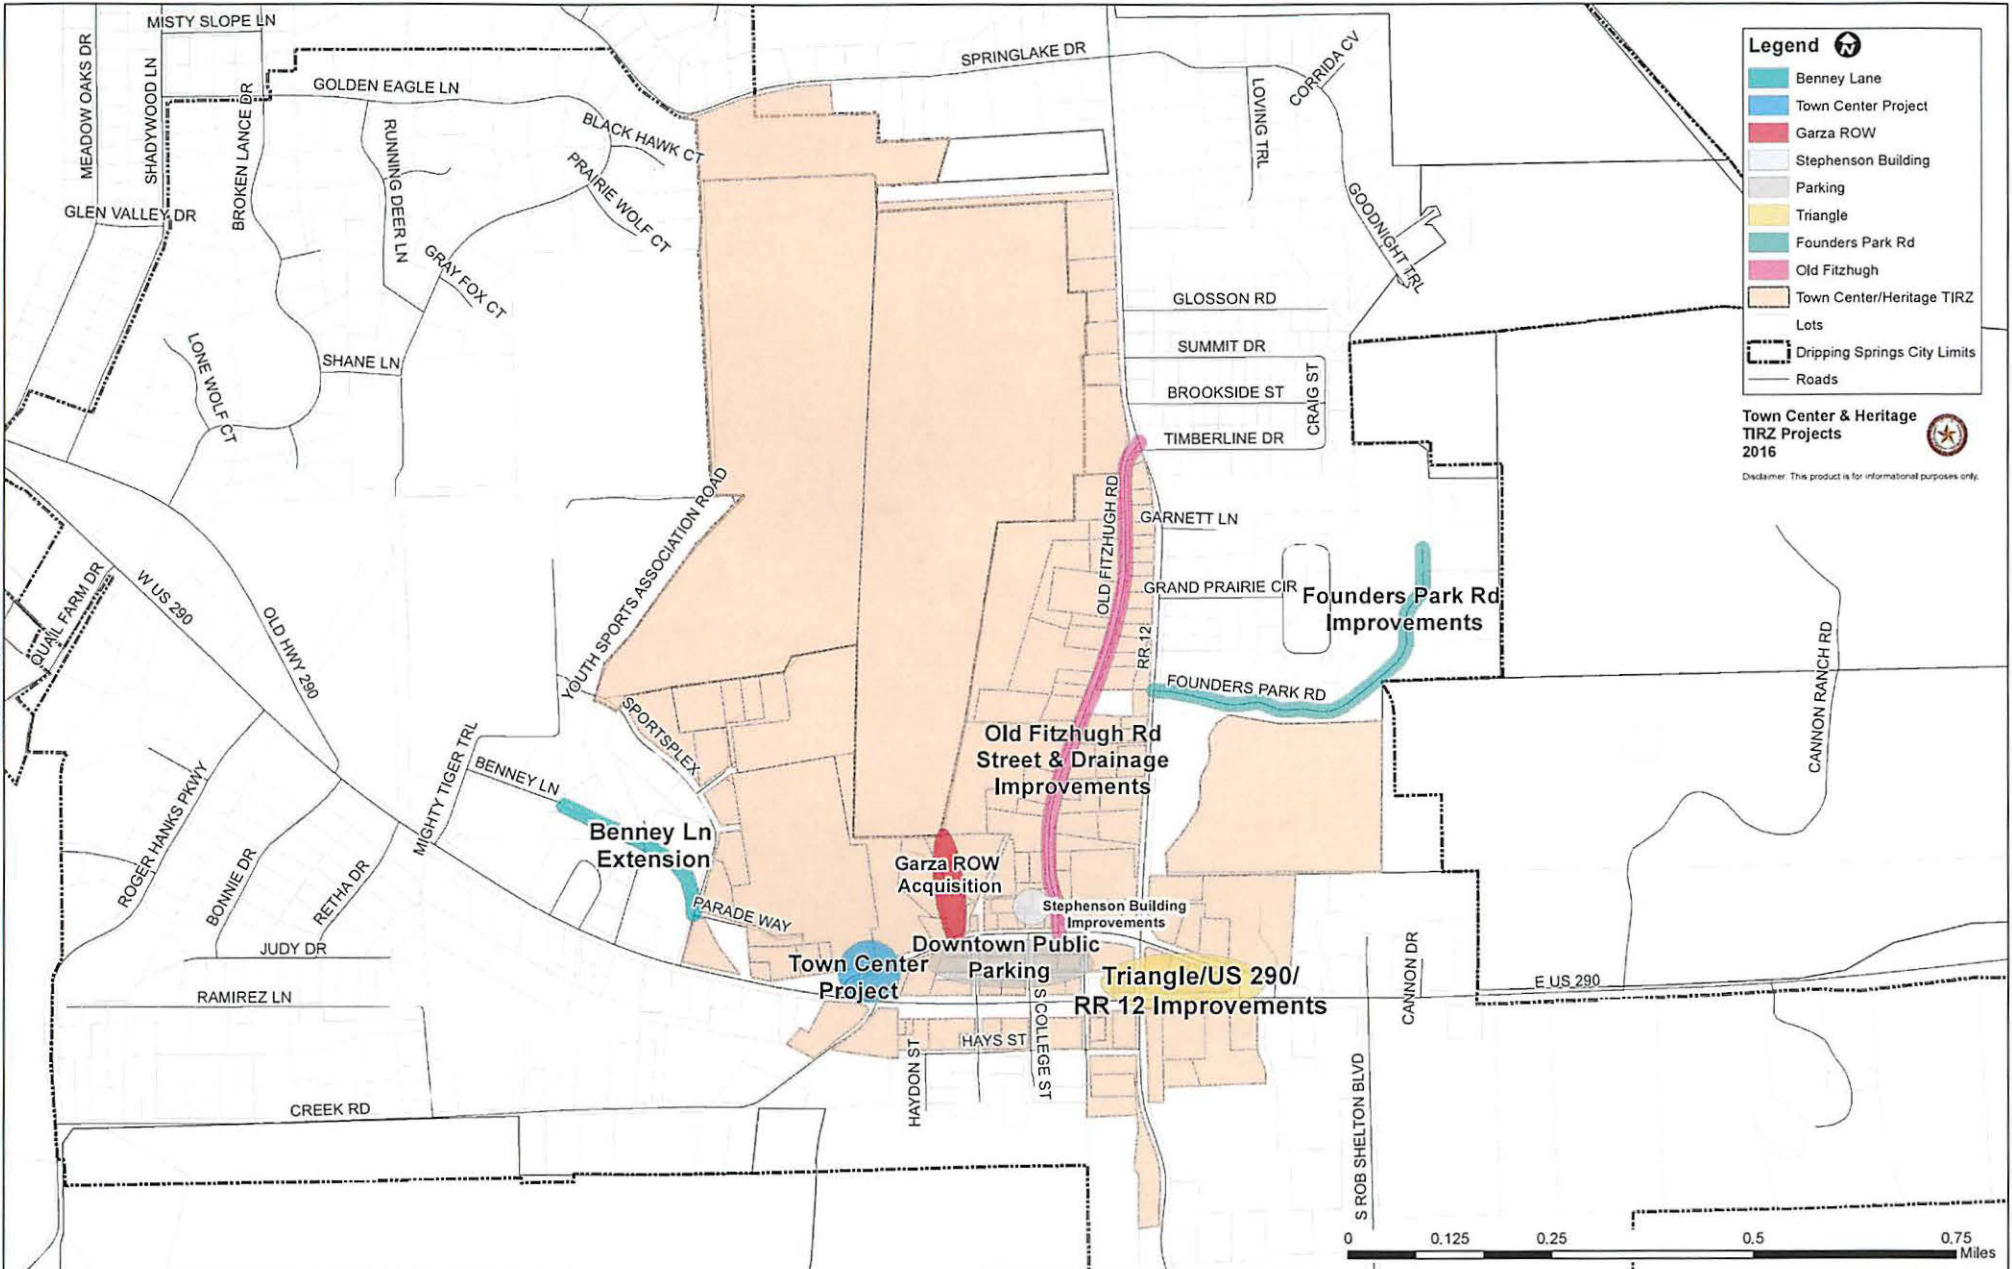 MISTY SLOPE LN
MEADOW OAKS DR
SHADYWOOD LN
BROKEN LANCE DR
GOLDEN EAGLE LN
RUNNING DEER LN
BLACK HAWK CT
PRAIRIE WOLF CT
GLEN VALLEY DR
GRAY FOX CT
LONE WOLF CT
SHANE LN
SPRINGLAKE DR
LOVING TRL
CORRIDA CV
GOODNIGHT TRL
GLOSSON RD
SUMMIT DR
BROOKSIDE ST
CRAIG ST
TIMBERLINE DR
OLD FITZHUGH RD
GARNETT LN
GRAND PRAIRIE CIR
RR 12
Founders Park Rd
Improvements
FOUNDERS PARK RD
CANNON RANCH RD
YOUTH SPORTS ASSOCIATION ROAD
QUAIL FARM DR
W US 290
OLD HWY 290
SPORTSPLEX
MIGHTY TIGER TRL
BENNEY LN
Benney Ln
Extension
PARADE WAY
ROGER HANKS PKWY
BONNIE DR
RETHA DR
JUDY DR
RAMIREZ LN
CREEK RD
Old Fitzhugh Rd
Street & Drainage
Improvements
Garza ROW
Acquisition
Stephenson Building
Improvements
Downtown Public
Parking
Town Center
Project
Triangle/US 290/
RR 12 Improvements
HAYS ST
HAYDON ST
S COLLEGE ST
CANNON DR
E US 290
S ROB SHELTON BLVD
Legend
N
Benney Lane
Town Center Project
Garza ROW
Stephenson Building
Parking
Triangle
Founders Park Rd
Old Fitzhugh
Town Center/Heritage TIRZ
Lots
Dripping Springs City Limits
Roads
Town Center & Heritage
TIRZ Projects
2016
Disclaimer: This product is for informational purposes only.
0 0.125 0.25 0.5 0.75
Miles